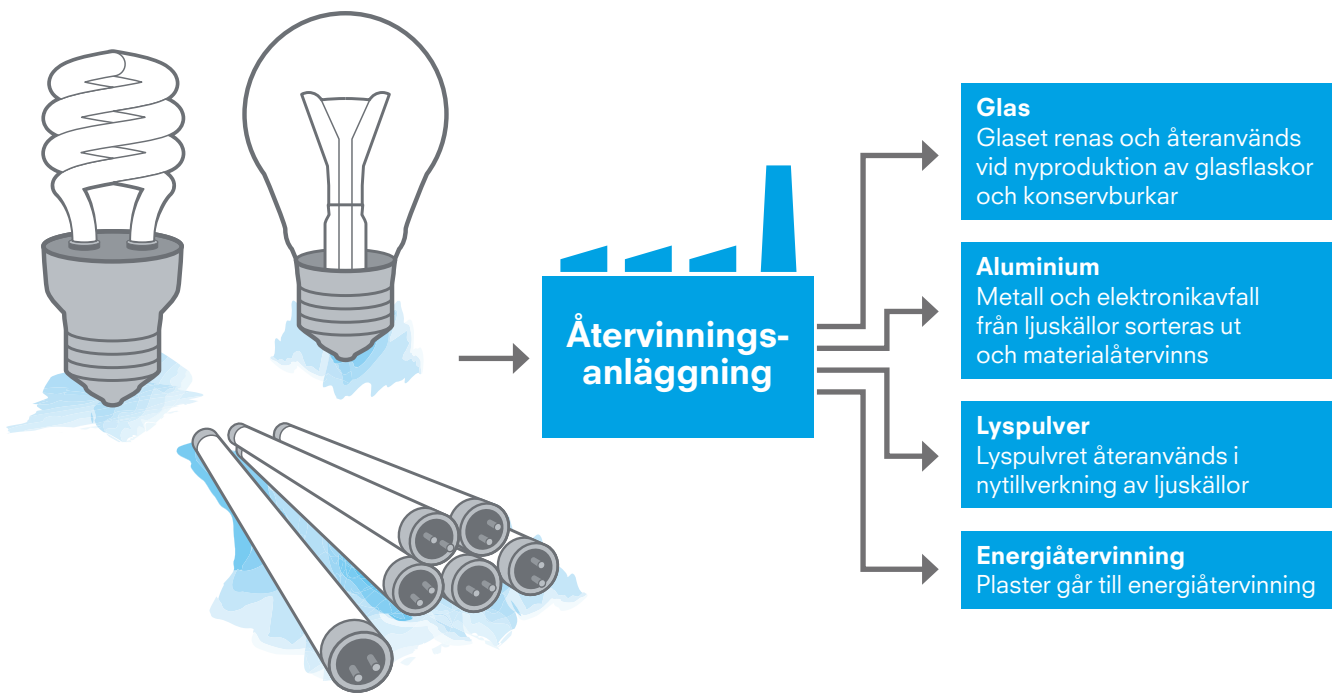 Återvinnings-
anläggning
Glas
Glaset renas och återanvänds
vid nyproduktion av glasflaskor
och konservburkar
Aluminium
Metall och elektronikavfall
från ljuskällor sorteras ut
och materialåtervinns
Lyspulver
Lyspulvret återanvänds i
nytillverkning av ljuskällor
Energiåtervinning
Plaster går till energiåtervinning